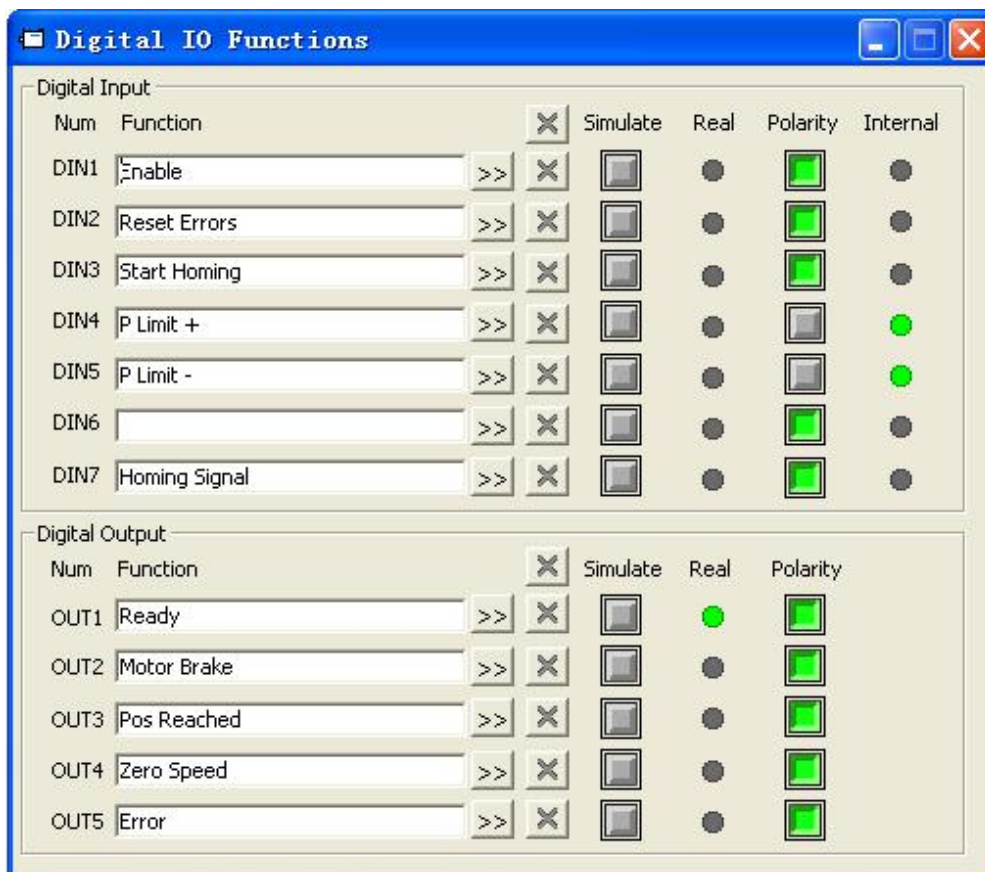 Digital IO Functions
Digital Input
Num Function Simulate Real Polarity Internal
DIN1 Enable >>
DIN2 Reset Errors >>
DIN3 Start Homing >>
DIN4 P Limit + >>
DIN5 P Limit - >>
DIN6 >>
DIN7 Homing Signal >>
Digital Output
Num Function Simulate Real Polarity
OUT1 Ready >>
OUT2 Motor Brake >>
OUT3 Pos Reached >>
OUT4 Zero Speed >>
OUT5 Error >>